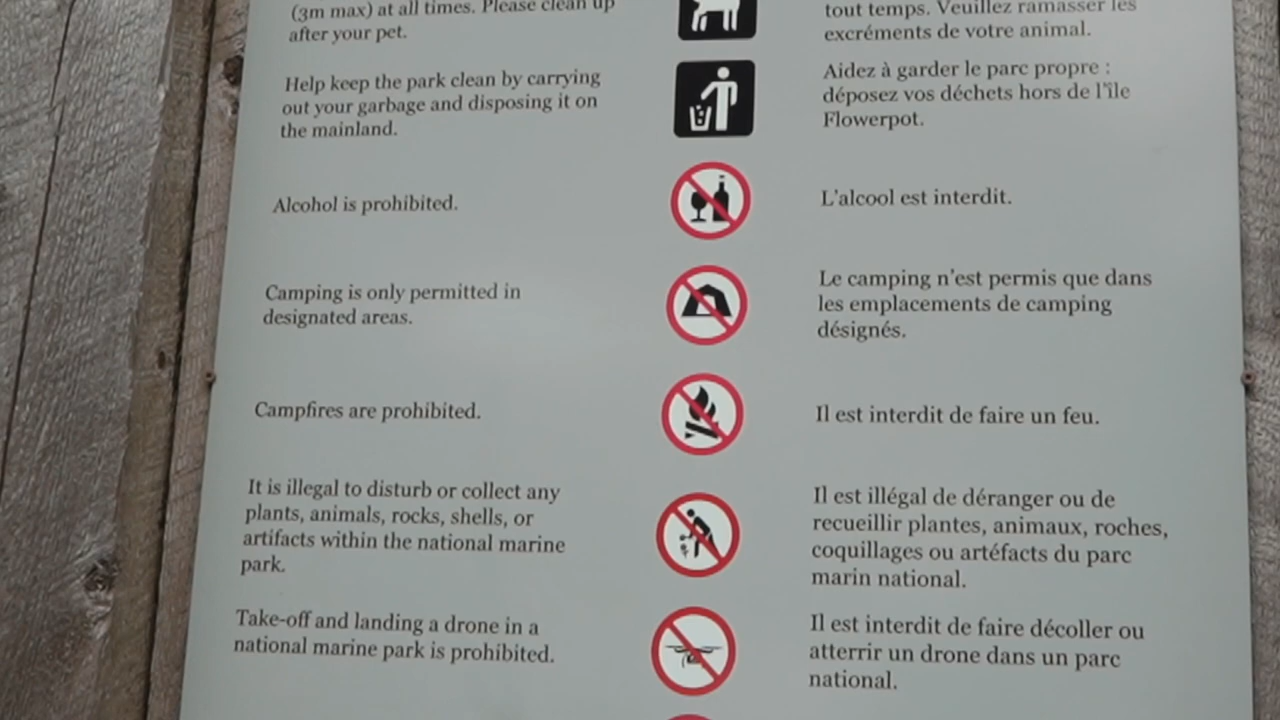 (3m max) at all times. Please clean up
after your pet.
tout temps. Veuillez ramasser les
excréments de votre animal.
Help keep the park clean by carrying
out your garbage and disposing it on
the mainland.
Aidez à garder le parc propre :
déposez vos déchets hors de l'île
Flowerpot.
Alcohol is prohibited.
L'alcool est interdit.
Camping is only permitted in
designated areas.
Le camping n'est permis que dans
les emplacements de camping
désignés.
Campfires are prohibited.
Il est interdit de faire un feu.
It is illegal to disturb or collect any
plants, animals, rocks, shells, or
artifacts within the national marine
park.
Il est illégal de déranger ou de
recueillir plantes, animaux, roches,
coquillages ou artéfacts du parc
marin national.
Take-off and landing a drone in a
national marine park is prohibited.
Il est interdit de faire décoller ou
atterrir un drone dans un parc
national.